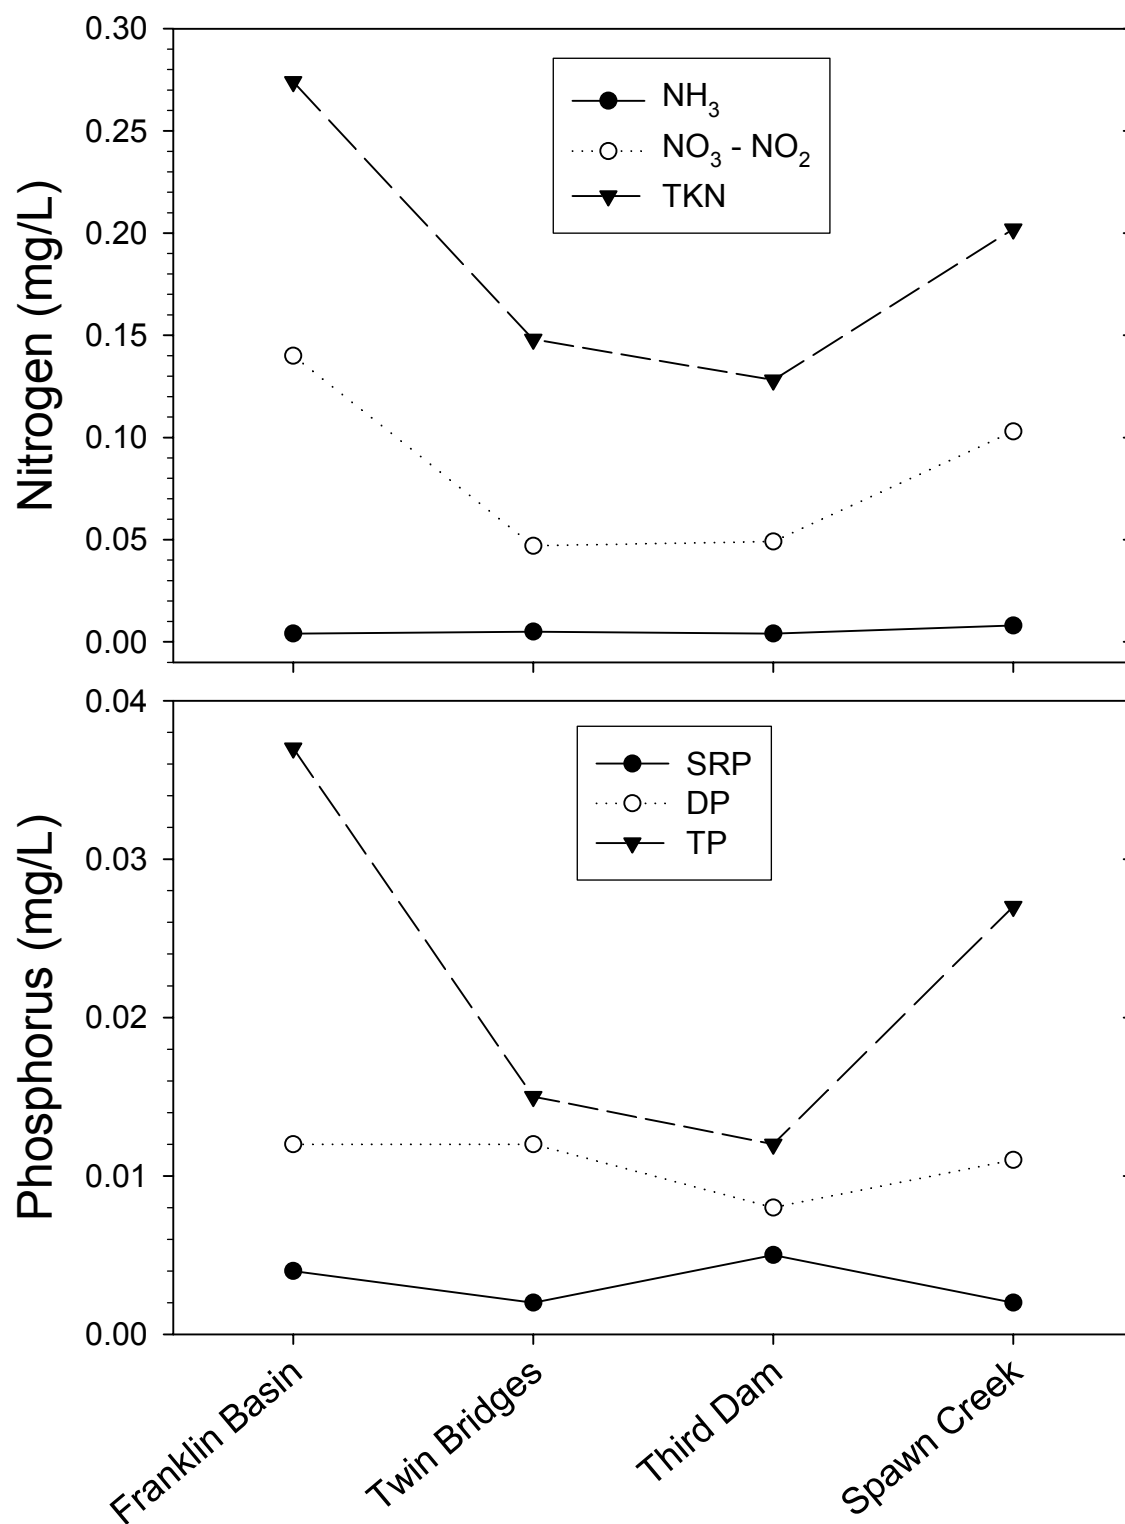 Nitrogen (mg/L)
0.30
0.25
0.20
0.15
0.10
0.05
0.00
NH₃
NO₃ - NO₂
TKN
Phosphorus (mg/L)
0.04
0.03
0.02
0.01
0.00
SRP
DP
TP
Franklin Basin
Twin Bridges
Third Dam
Spawn Creek